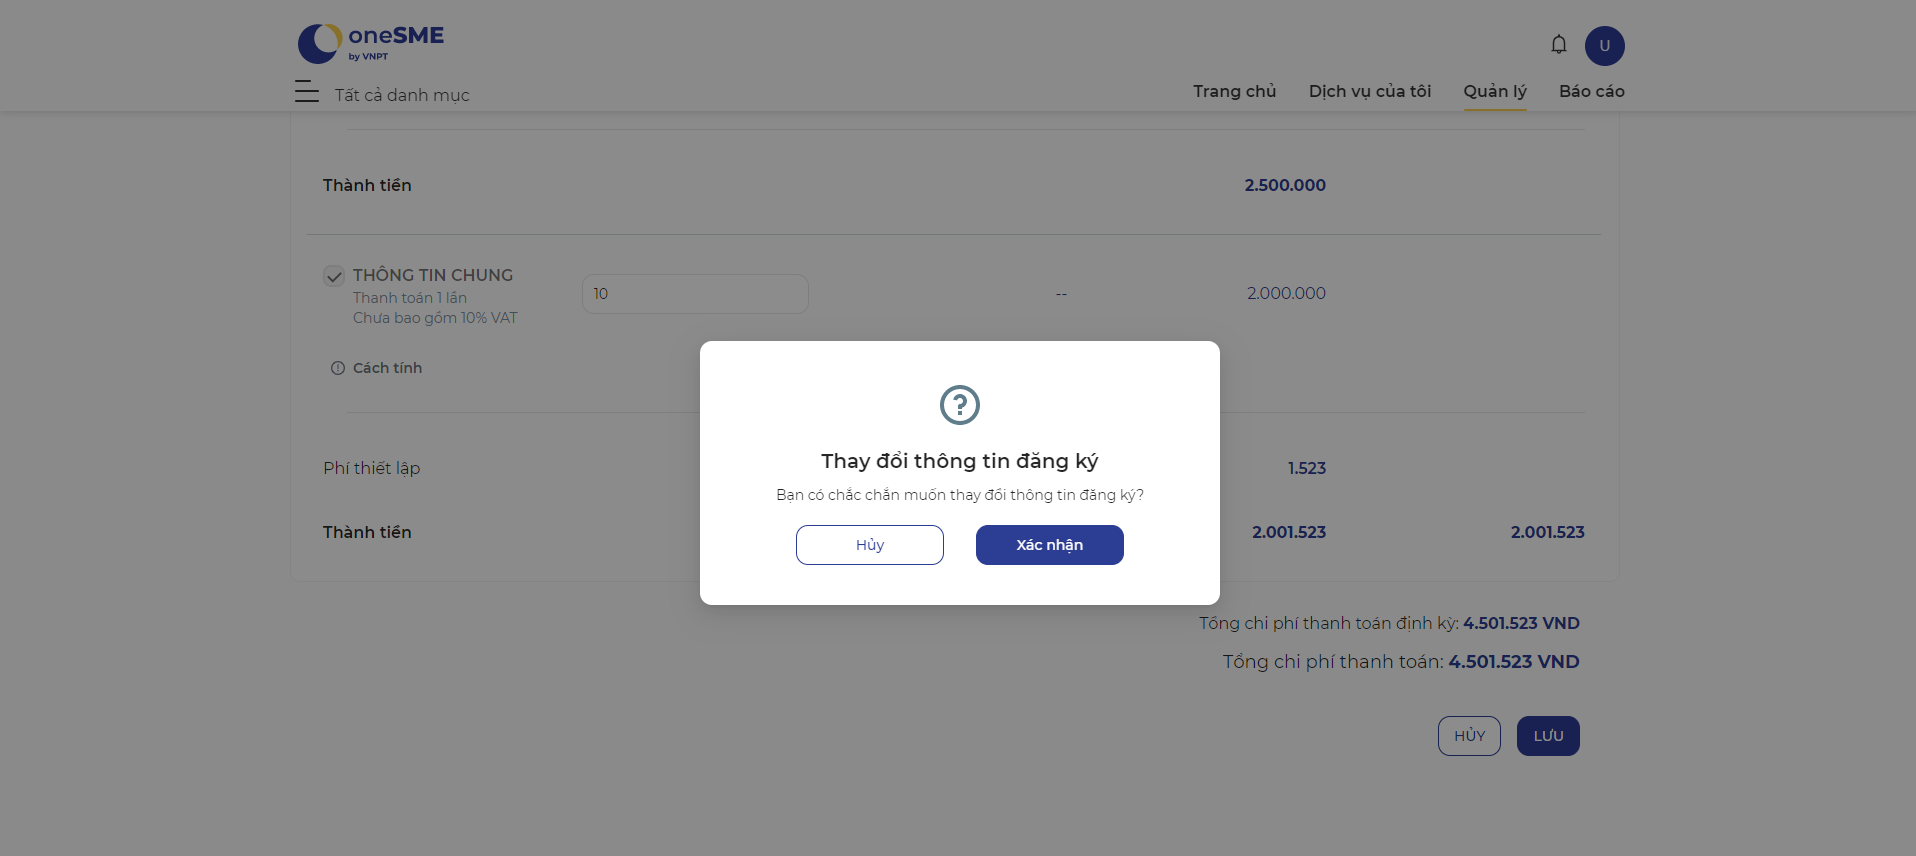 oneSME
by VNPT
U
Tất cả danh mục
Trang chủ Dịch vụ của tôi Quản lý Báo cáo
Thành tiền 2.500.000
THÔNG TIN CHUNG
Thanh toán 1 lần
Chưa bao gồm 10% VAT
10 -- 2.000.000
Cách tính
Thay đổi thông tin đăng ký
Bạn có chắc chắn muốn thay đổi thông tin đăng ký?
Hủy Xác nhận
Phí thiết lập 1.523
Thành tiền 2.001.523 2.001.523
Tổng chi phí thanh toán định kỳ: 4.501.523 VND
Tổng chi phí thanh toán: 4.501.523 VND
HỦY LƯU